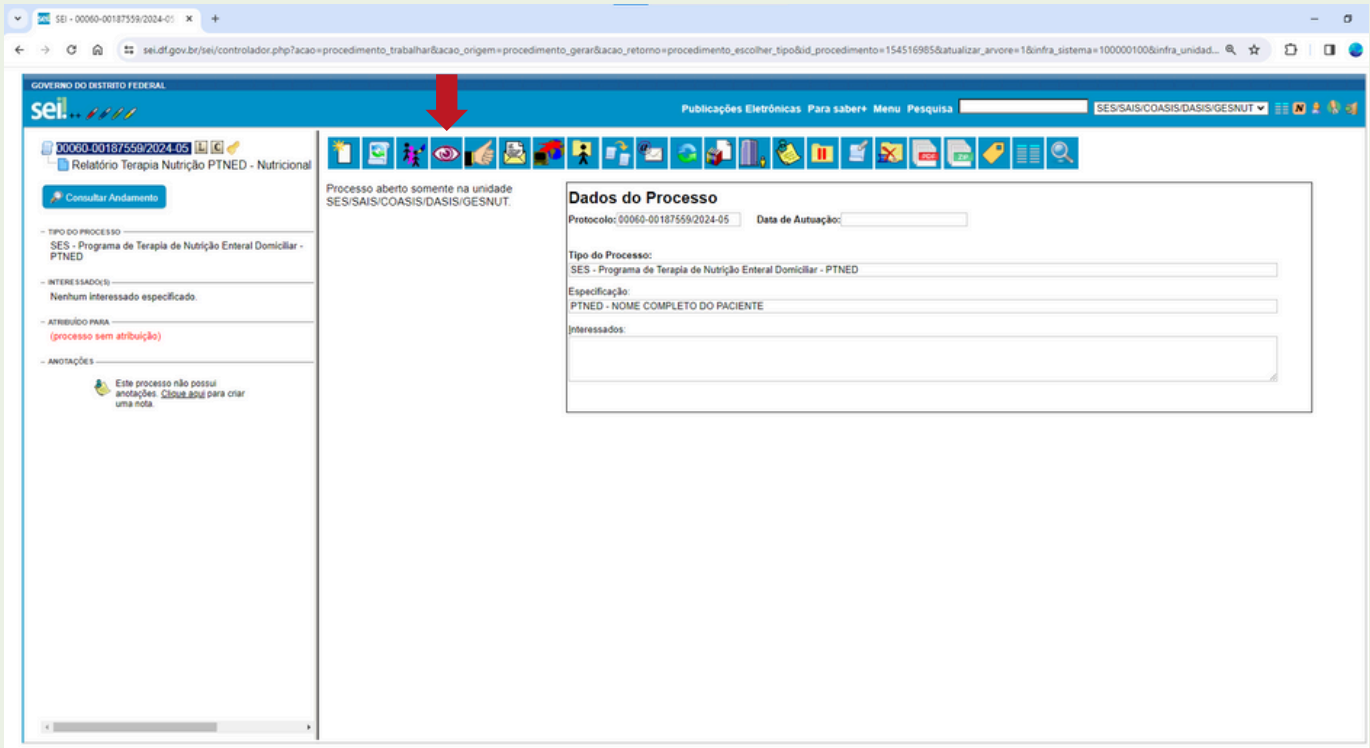 SEI - 00060-00187559/2024-05
sei.df.gov.br/sei/controlador.php?acao=procedimento_trabalhar&acao_origem=procedimento_gerar&acao_retorno=procedimento_escolher_tipo&id_procedimento=154516985&atualizar_arvore=1&infra_sistema=100000100&infra_unidad...
GOVERNO DO DISTRITO FEDERAL
sei!
Publicações Eletrônicas Para saber+ Menu Pesquisa
SES/SAIS/COASIS/DASIS/GESNUT
N
00060-00187559/2024-05 L C
Relatório Terapia Nutrição PTNED - Nutricional
Consultar Andamento
TIPO DO PROCESSO
SES - Programa de Terapia de Nutrição Enteral Domiciliar -
PTNED
INTERESSADO(S)
Nenhum interessado especificado.
ATRIBUÍDO PARA
(processo sem atribuição)
ANOTAÇÕES
Este processo não possui
anotações. Clique aqui para criar
uma nota.
PDF
ZIP
Processo aberto somente na unidade
SES/SAIS/COASIS/DASIS/GESNUT.
Dados do Processo
Protocolo: 00060-00187559/2024-05 Data de Autuação:
Tipo do Processo:
SES - Programa de Terapia de Nutrição Enteral Domiciliar - PTNED
Especificação:
PTNED - NOME COMPLETO DO PACIENTE
Interessados: